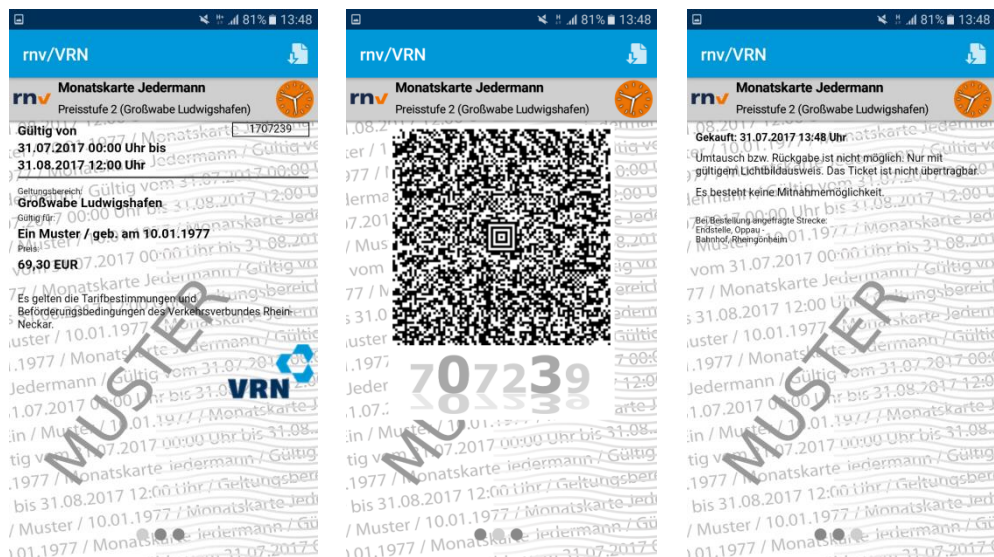 81% 13:48
rnv/VRN
rnv
Monatskarte Jedermann
Preisstufe 2 (Großwabe Ludwigshafen)
Gültig von
1707239
31.07.2017 00:00 Uhr bis
31.08.2017 12:00 Uhr
Geltungsbereich:
Großwabe Ludwigshafen
Gültig für:
Ein Muster / geb. am 10.01.1977
Preis:
69,30 EUR
Es gelten die Tarifbestimmungen und
Beförderungsbedingungen des Verkehrsverbundes Rhein-
Neckar.
VRN
MUSTER
81% 13:48
rnv/VRN
rnv
Monatskarte Jedermann
Preisstufe 2 (Großwabe Ludwigshafen)
707239
MUSTER
81% 13:48
rnv/VRN
rnv
Monatskarte Jedermann
Preisstufe 2 (Großwabe Ludwigshafen)
Gekauft: 31.07.2017 13:48 Uhr
Umtausch bzw. Rückgabe ist nicht möglich. Nur mit
gültigem Lichtbildausweis. Das Ticket ist nicht übertragbar.
Es besteht keine Mitnahmemöglichkeit.
Bei Bestellung angefragte Strecke:
Endstelle, Oppau -
Bahnhof, Rheingönheim
MUSTER